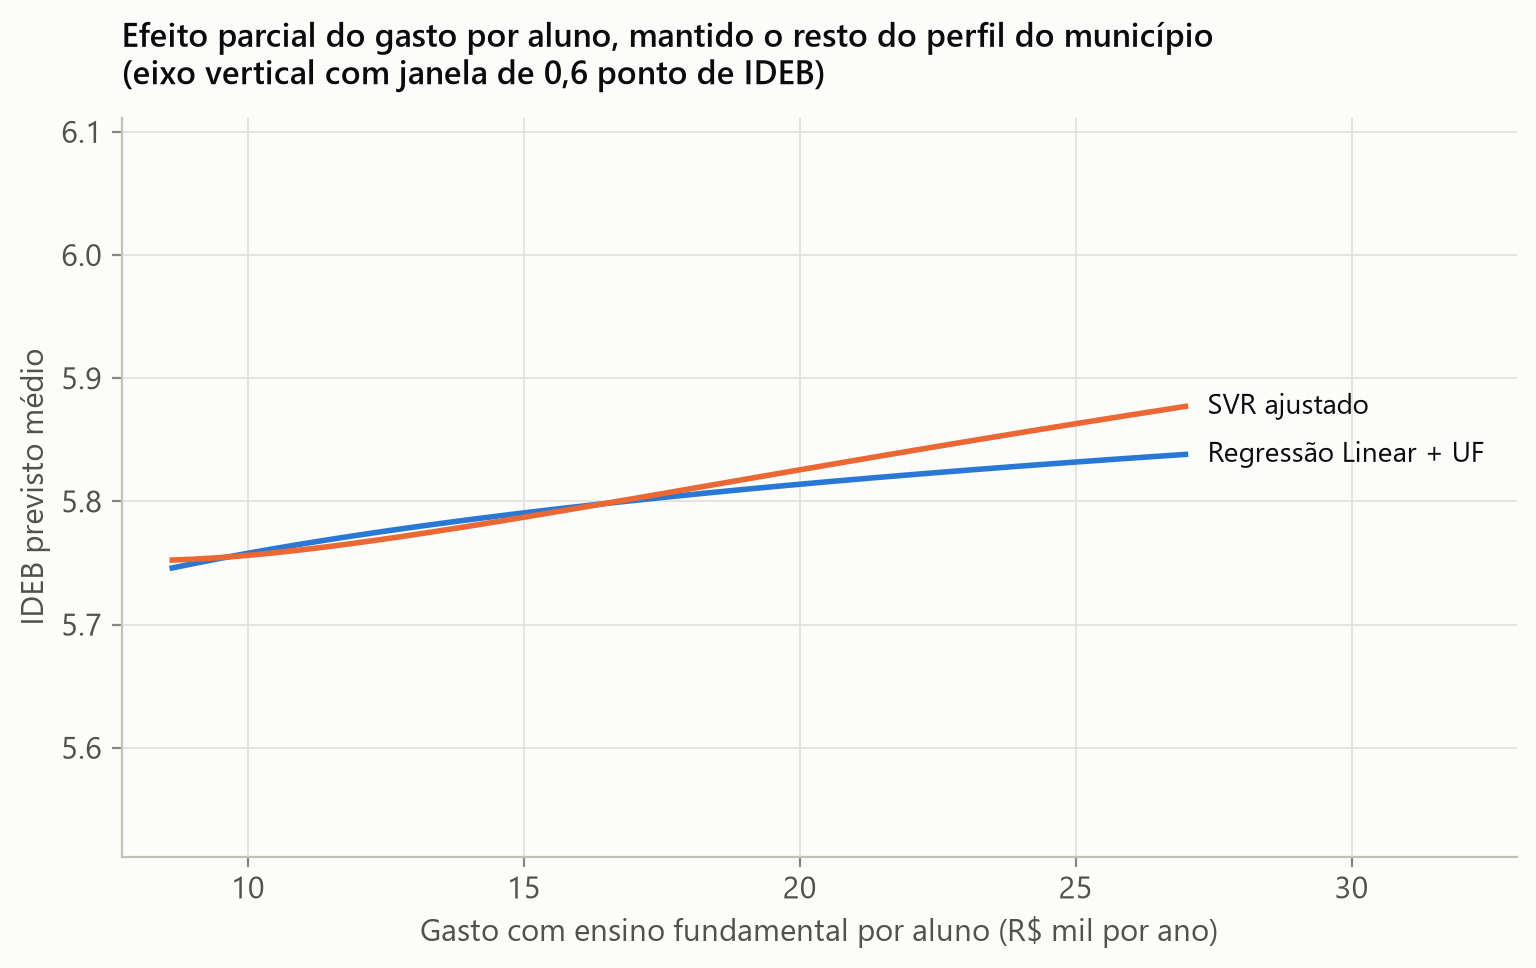 Efeito parcial do gasto por aluno, mantido o resto do perfil do município
(eixo vertical com janela de 0,6 ponto de IDEB)
6.1
6.0
5.9
5.8
5.7
5.6
IDEB previsto médio
SVR ajustado
Regressão Linear + UF
10
15
20
25
30
Gasto com ensino fundamental por aluno (R$ mil por ano)